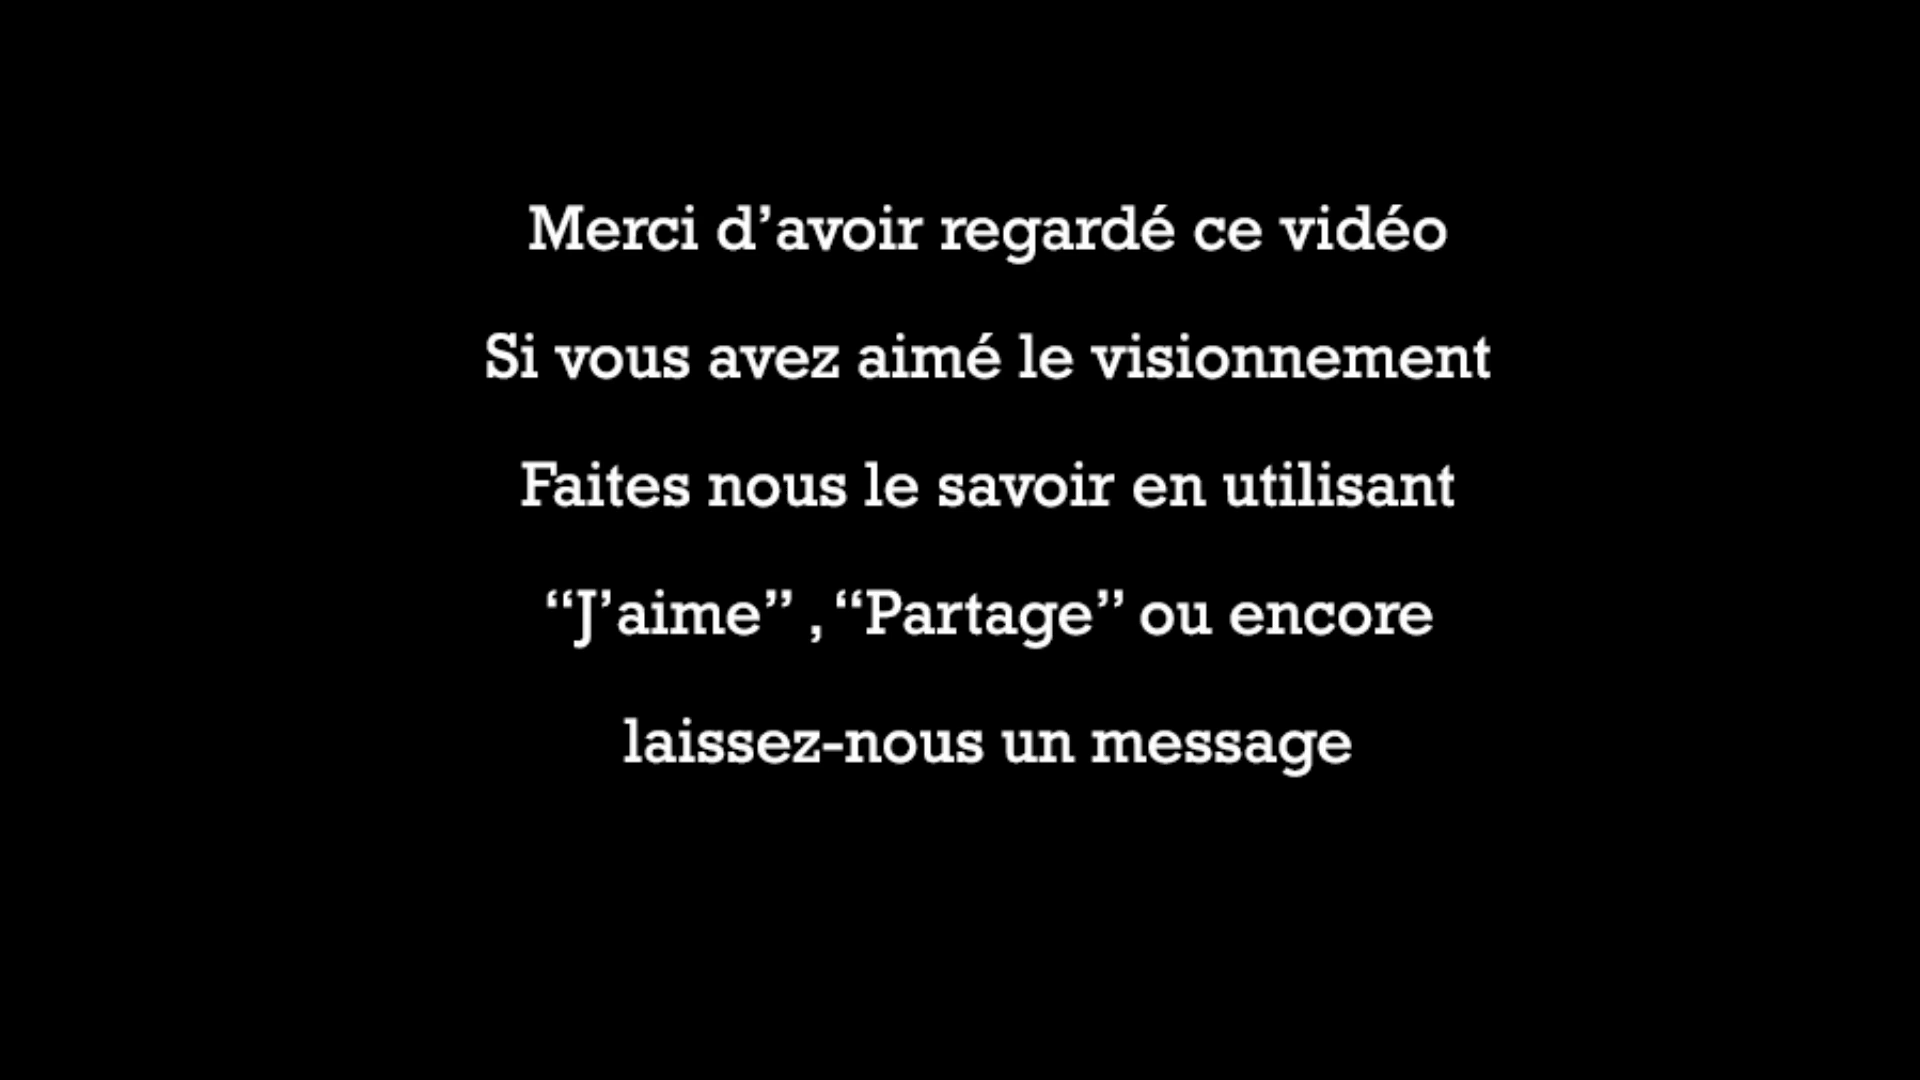 Merci d’avoir regardé ce vidéo
Si vous avez aimé le visionnement
Faites nous le savoir en utilisant
“J’aime” , “Partage” ou encore
laissez-nous un message